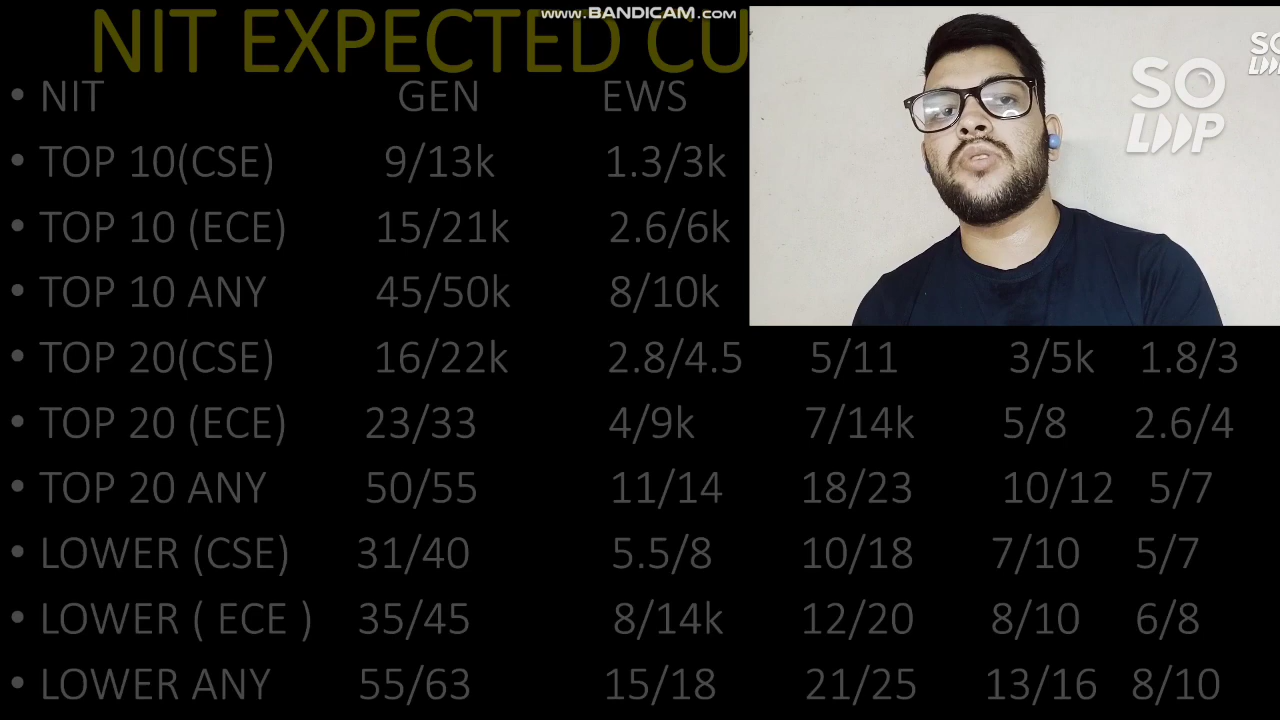 www.BANDICAM.com
NIT EXPECTED CU
• NIT GEN EWS
• TOP 10(CSE) 9/13k 1.3/3k
• TOP 10 (ECE) 15/21k 2.6/6k
• TOP 10 ANY 45/50k 8/10k
• TOP 20(CSE) 16/22k 2.8/4.5 5/11 3/5k 1.8/3
• TOP 20 (ECE) 23/33 4/9k 7/14k 5/8 2.6/4
• TOP 20 ANY 50/55 11/14 18/23 10/12 5/7
• LOWER (CSE) 31/40 5.5/8 10/18 7/10 5/7
• LOWER ( ECE ) 35/45 8/14k 12/20 8/10 6/8
• LOWER ANY 55/63 15/18 21/25 13/16 8/10
SO
LOOP
SO